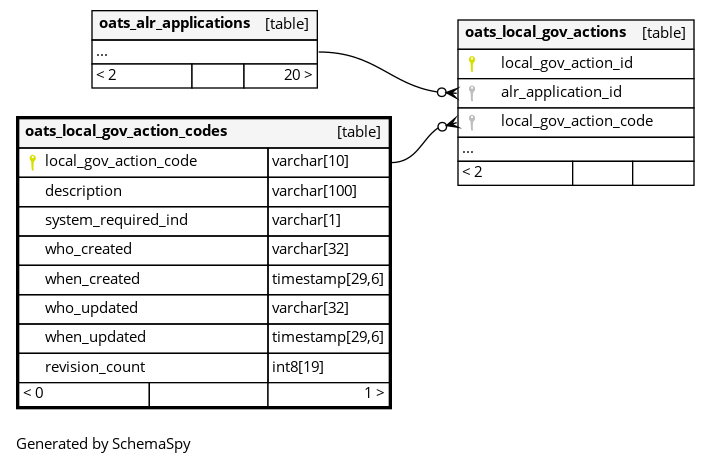 oats_alr_applications [table]
...
< 2 20 >
oats_local_gov_actions [table]
local_gov_action_id
alr_application_id
local_gov_action_code
...
< 2
oats_local_gov_action_codes [table]
local_gov_action_code varchar[10]
description varchar[100]
system_required_ind varchar[1]
who_created varchar[32]
when_created timestamp[29,6]
who_updated varchar[32]
when_updated timestamp[29,6]
revision_count int8[19]
< 0 1 >
Generated by SchemaSpy